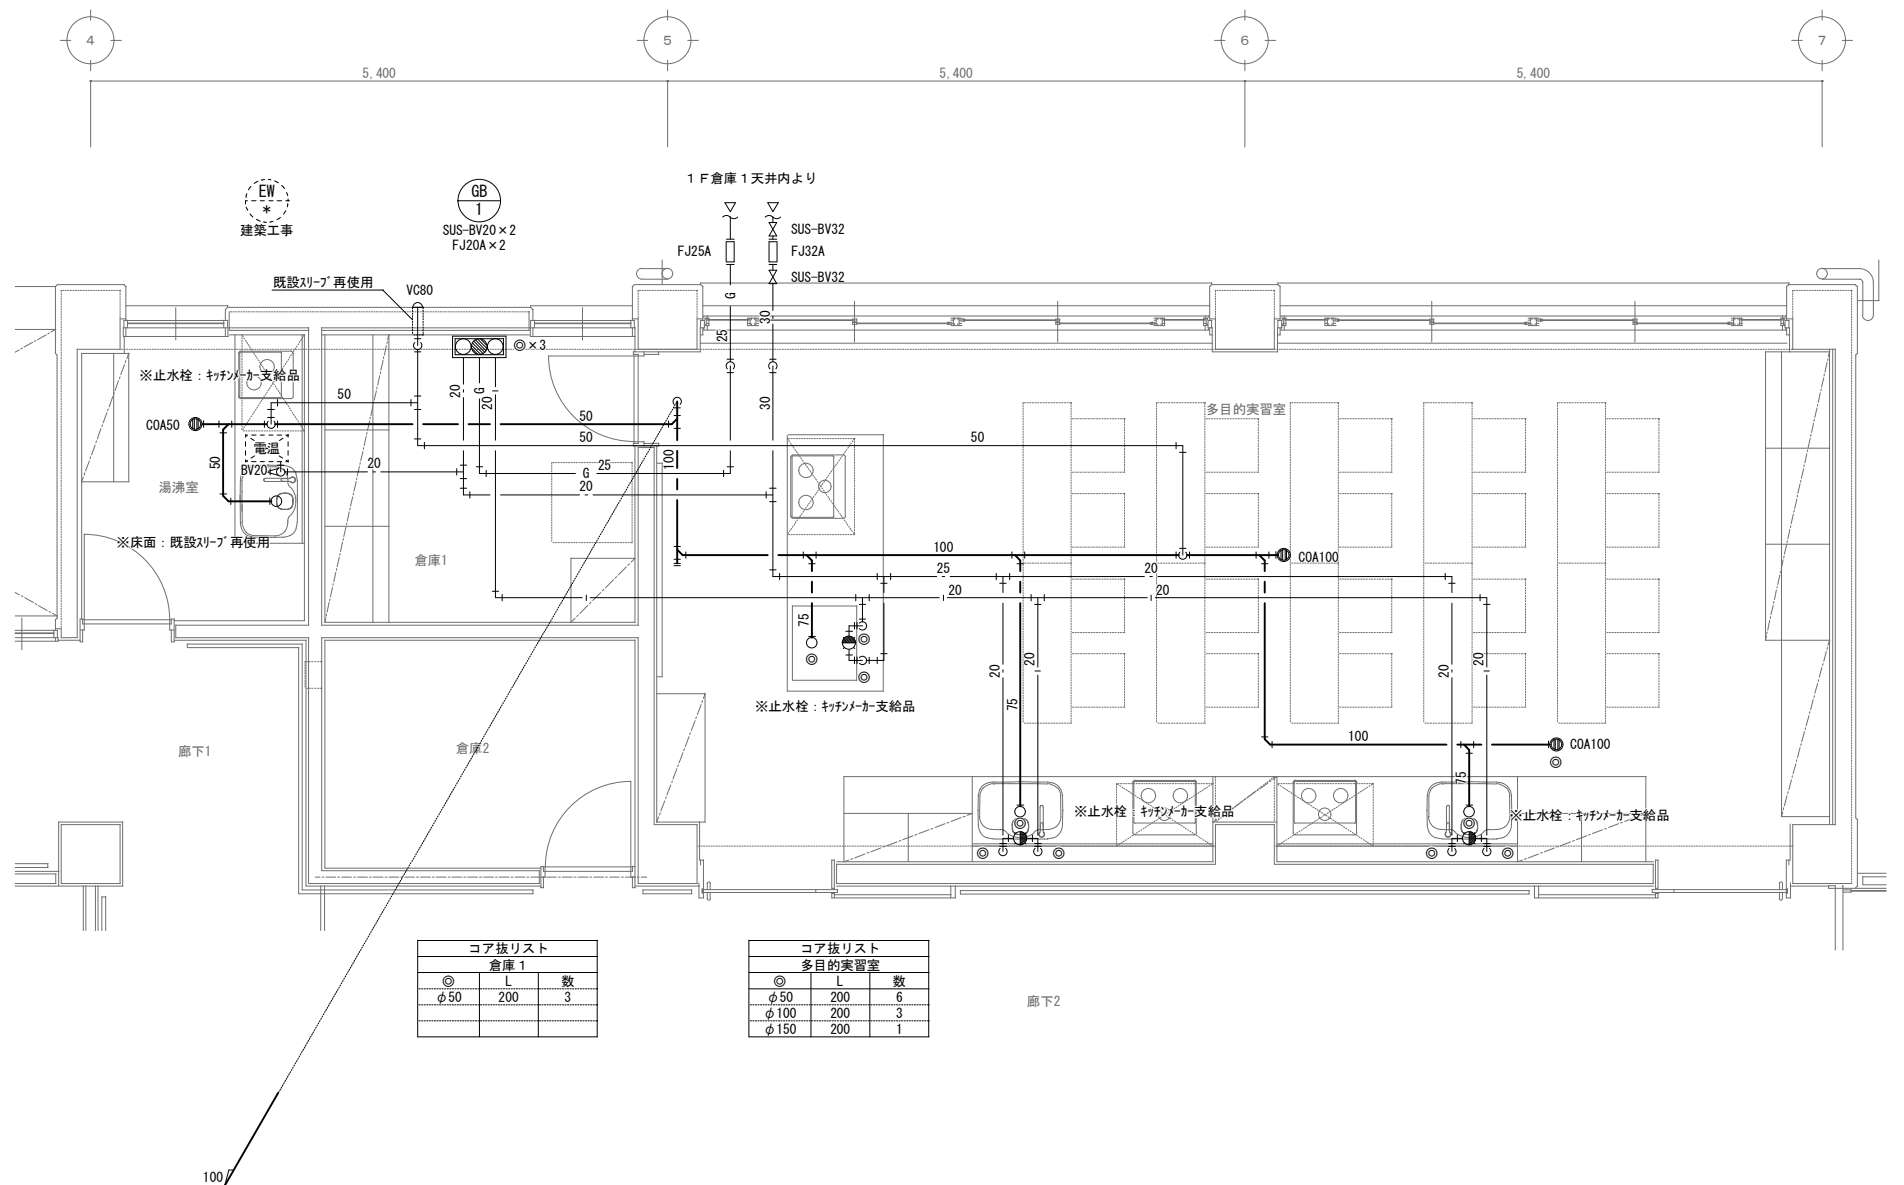 4
5
6
7
5,400
5,400
5,400
1F倉庫1天井内より
EW
*
建築工事
GB
1
SUS-BV20×2
FJ20A×2
FJ25A
SUS-BV32
FJ32A
SUS-BV32
既設ｽﾘｰﾌﾞ再使用
VC80
G
30
25
◎×3
※止水栓：ｷｯﾁﾝﾒｰｶｰ支給品
20
G
20
30
50
COA50
50
50
50
多目的実習室
100
電温
50
BV20
20
25
G
20
湯沸室
※床面：既設ｽﾘｰﾌﾞ再使用
倉庫1
100
COA100
25
20
20
20
75
20
20
20
20
75
※止水栓：ｷｯﾁﾝﾒｰｶｰ支給品
廊下1
倉庫2
100
COA100
75
※止水栓：ｷｯﾁﾝﾒｰｶｰ支給品
※止水栓：ｷｯﾁﾝﾒｰｶｰ支給品
コア抜リスト
倉庫1
◎ L 数
φ50 200 3
コア抜リスト
多目的実習室
◎ L 数
φ50 200 6
φ100 200 3
φ150 200 1
廊下2
100